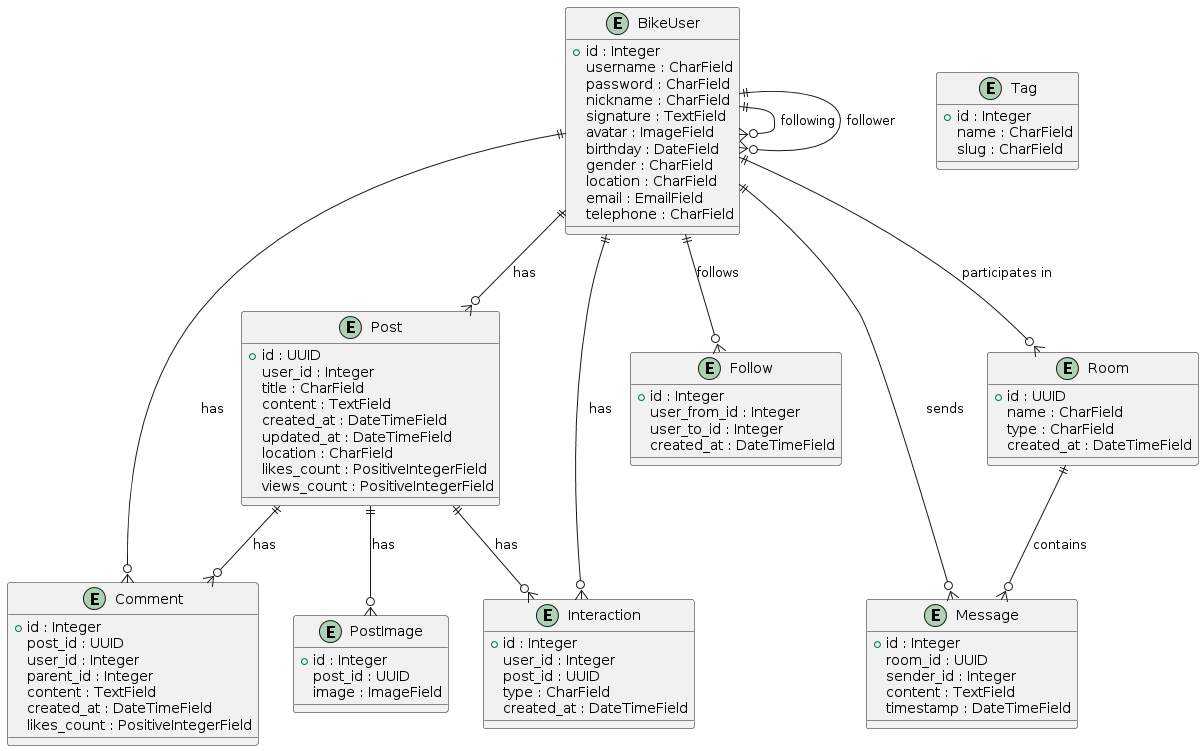 E BikeUser
id : Integer
username : CharField
password : CharField
nickname : CharField
signature : TextField
avatar : ImageField
birthday : DateField
gender : CharField
location : CharField
email : EmailField
telephone : CharField
following
follower
E Tag
id : Integer
name : CharField
slug : CharField
has
follows
participates in
E Post
id : UUID
user_id : Integer
title : CharField
content : TextField
created_at : DateTimeField
updated_at : DateTimeField
location : CharField
likes_count : PositiveIntegerField
views_count : PositiveIntegerField
E Follow
id : Integer
user_from_id : Integer
user_to_id : Integer
created_at : DateTimeField
E Room
id : UUID
name : CharField
type : CharField
created_at : DateTimeField
has
has
sends
has
has
has
contains
E Comment
id : Integer
post_id : UUID
user_id : Integer
parent_id : Integer
content : TextField
created_at : DateTimeField
likes_count : PositiveIntegerField
E PostImage
id : Integer
post_id : UUID
image : ImageField
E Interaction
id : Integer
user_id : Integer
post_id : UUID
type : CharField
created_at : DateTimeField
E Message
id : Integer
room_id : UUID
sender_id : Integer
content : TextField
timestamp : DateTimeField